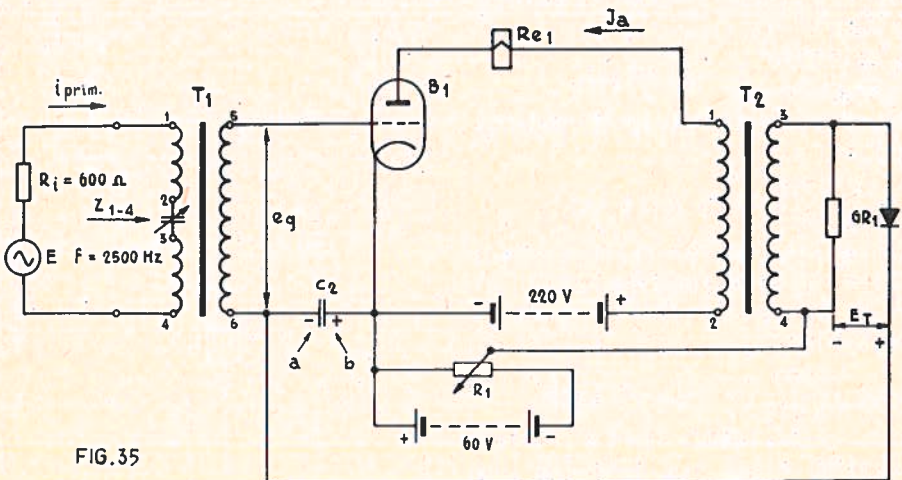 Ja
Re1
B1
i prim.
T1
T2
1
5
1
3
Ri = 600 Ω
2
Z1-4
eg
GR1
3
E
f = 2500 Hz
C2
- 220 V +
4
6
- +
2
4
ET
a
b
- +
R1
+ 60 V -
FIG.35